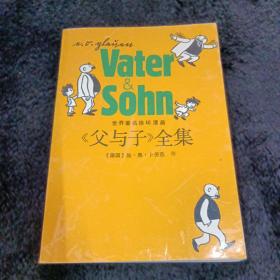 e.o.plauen
Vater
&
Sohn
世界著名连环漫画
《父与子》全集
〔德国〕埃·奥·卜劳恩 作